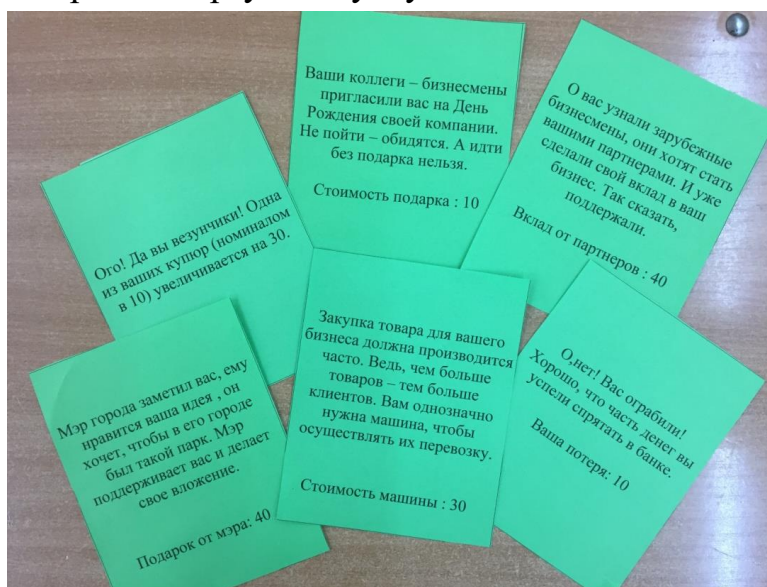 Ваши коллеги – бизнесмены
пригласили вас на День
Рождения своей компании.
Не пойти – обидятся. А идти
без подарка нельзя.
Стоимость подарка : 10
О вас узнали зарубежные
бизнесмены, они хотят стать
вашими партнерами. И уже
сделали свой вклад в ваш
бизнес. Так сказать,
поддержали.
Вклад от партнеров : 40
Ого! Да вы везунчики! Одна
из ваших купюр (номиналом
в 10) увеличивается на 30.
Мэр города заметил вас, ему
нравится ваша идея , он
хочет, чтобы в его городе
был такой парк. Мэр
поддерживает вас и делает
свое вложение.
Подарок от мэра: 40
Закупка товара для вашего
бизнеса должна производится
часто. Ведь, чем больше
товаров – тем больше
клиентов. Вам однозначно
нужна машина, чтобы
осуществлять их перевозку.
Стоимость машины : 30
О,нет! Вас ограбили!
Хорошо, что часть денег вы
успели спрятать в банке.
Ваша потеря: 10